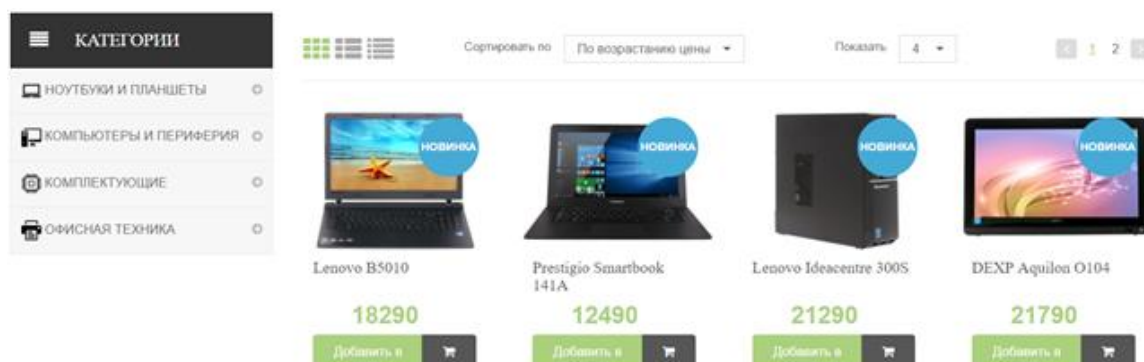 КАТЕГОРИИ
НОУТБУКИ И ПЛАНШЕТЫ
КОМПЬЮТЕРЫ И ПЕРИФЕРИЯ
КОМПЛЕКТУЮЩИЕ
ОФИСНАЯ ТЕХНИКА
Сортировать по По возрастанию цены Показать 4 1 2
НОВИНКА НОВИНКА НОВИНКА НОВИНКА
Lenovo B5010
Prestigio Smartbook
141A
Lenovo Ideacentre 300S
DEXP Aquilon O104
18290 12490 21290 21790
Добавить в Добавить в Добавить в Добавить в